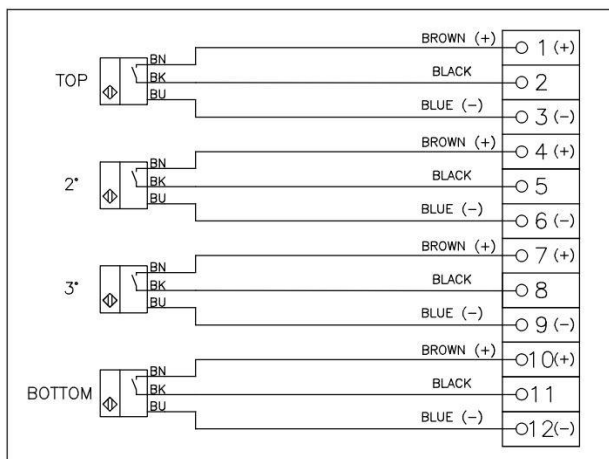 BROWN (+) 1 (+)
BN
TOP BK BLACK 2
BU
BLUE (-) 3 (-)
BROWN (+) 4 (+)
BN
2° BK BLACK 5
BU
BLUE (-) 6 (-)
BROWN (+) 7 (+)
BN
3° BK BLACK 8
BU
BLUE (-) 9 (-)
BROWN (+) 10(+)
BN
BOTTOM BK BLACK 11
BU
BLUE (-) 12(-)